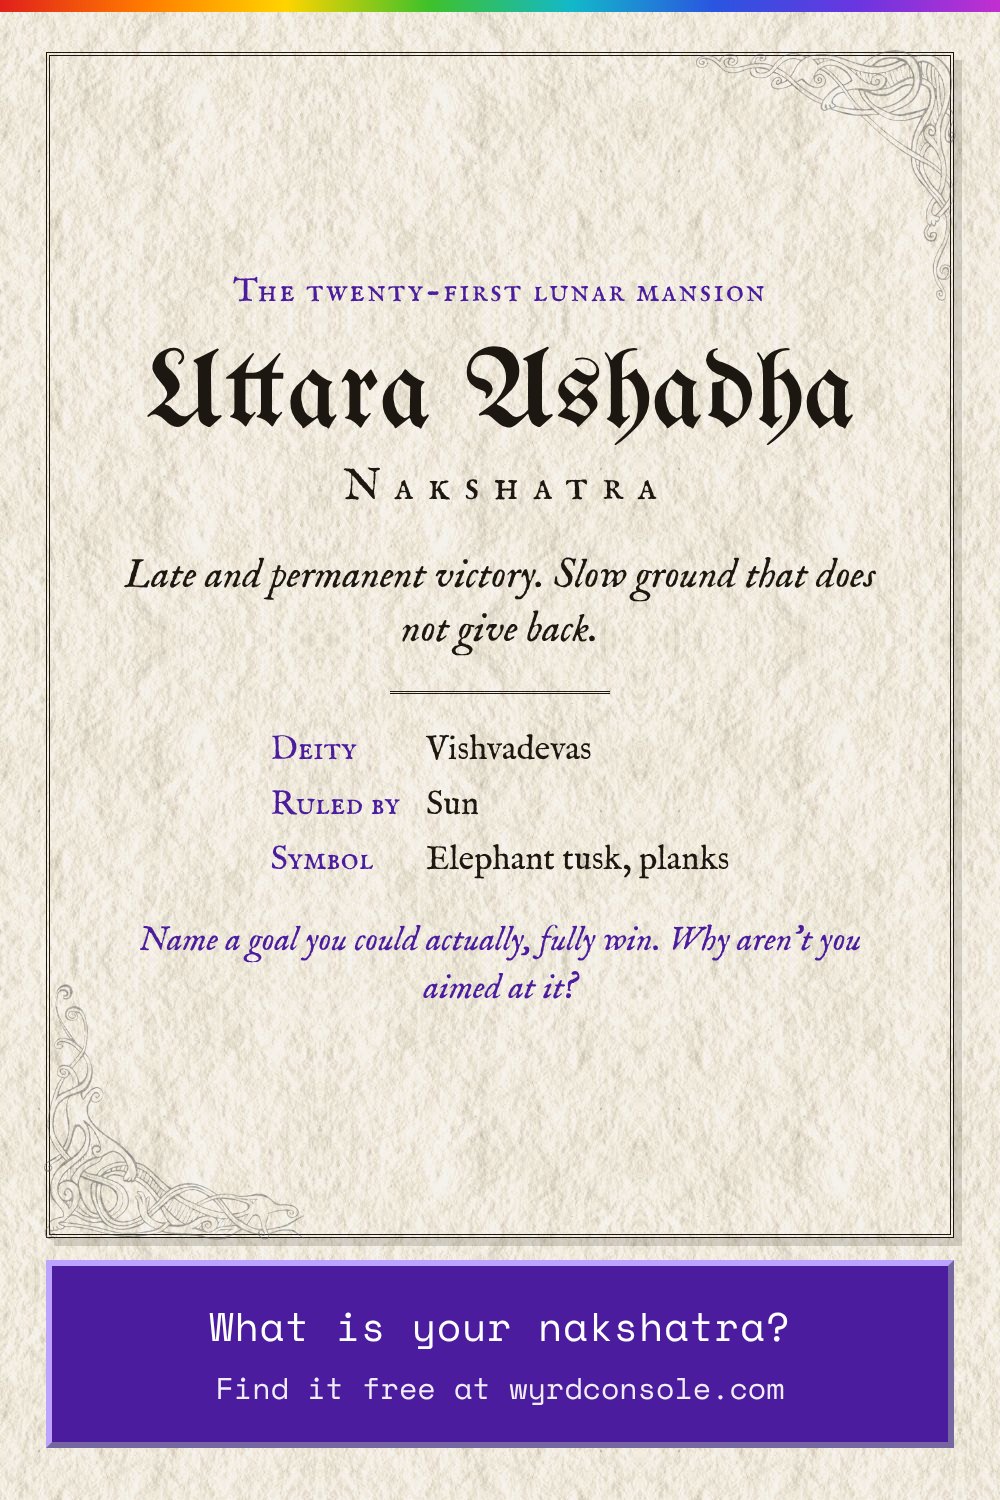 The twenty-first lunar mansion
Uttara Ashadha
Nakshatra
Late and permanent victory. Slow ground that does
not give back.
Deity Vishvadevas
Ruled by Sun
Symbol Elephant tusk, planks
Name a goal you could actually, fully win. Why aren’t you
aimed at it?
What is your nakshatra?
Find it free at wyrdconsole.com